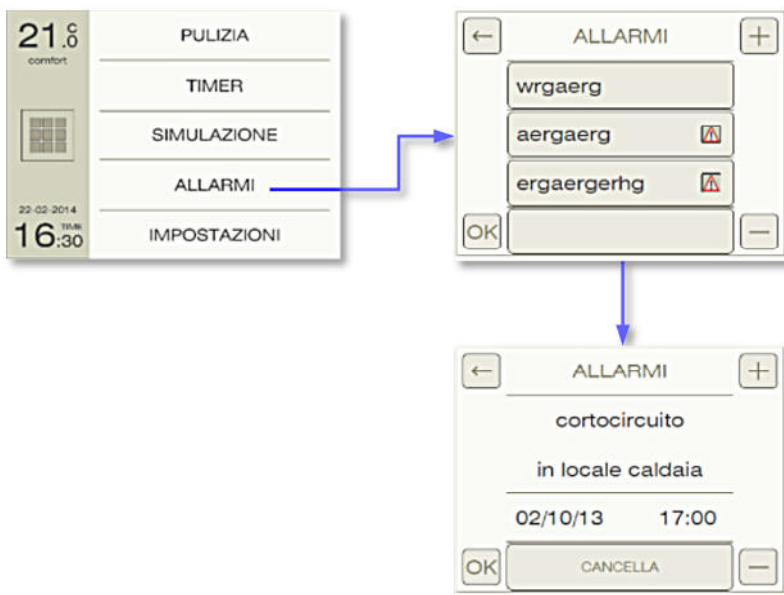 21.0 °C
comfort
22-02-2014
16:30 TIME
PULIZIA
TIMER
SIMULAZIONE
ALLARMI
IMPOSTAZIONI
← ALLARMI +
wrgaerg
aergaerg
ergaergerhg
OK −
← ALLARMI +
cortocircuito
in locale caldaia
02/10/13 17:00
OK CANCELLA −